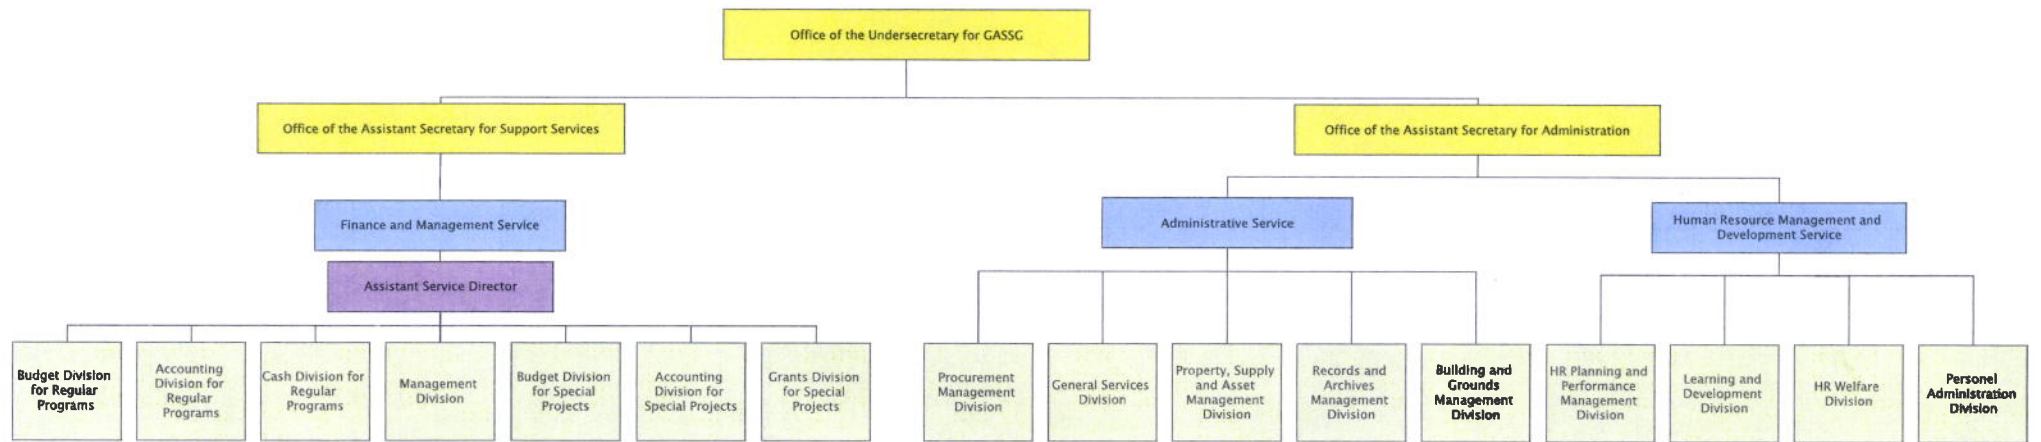 Office of the Undersecretary for GASSG
Office of the Assistant Secretary for Support Services
Office of the Assistant Secretary for Administration
Finance and Management Service
Administrative Service
Human Resource Management and
Development Service
Assistant Service Director
Budget Division
for Regular
Programs
Accounting
Division for
Regular
Programs
Cash Division for
Regular
Programs
Management
Division
Budget Division
for Special
Projects
Accounting
Division for
Special Projects
Grants Division
for Special
Projects
Procurement
Management
Division
General Services
Division
Property, Supply
and Asset
Management
Division
Records and
Archives
Management
Division
Building and
Grounds
Management
Division
HR Planning and
Performance
Management
Division
Learning and
Development
Division
HR Welfare
Division
Personel
Administration
Division